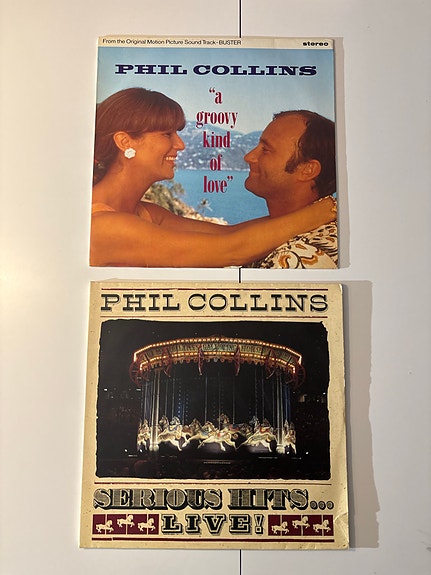 From the Original Motion Picture Sound Track - BUSTER
stereo
PHIL COLLINS
“a
groovy
kind
of
love”
PHIL COLLINS
SERIOUS HITS...
LIVE!